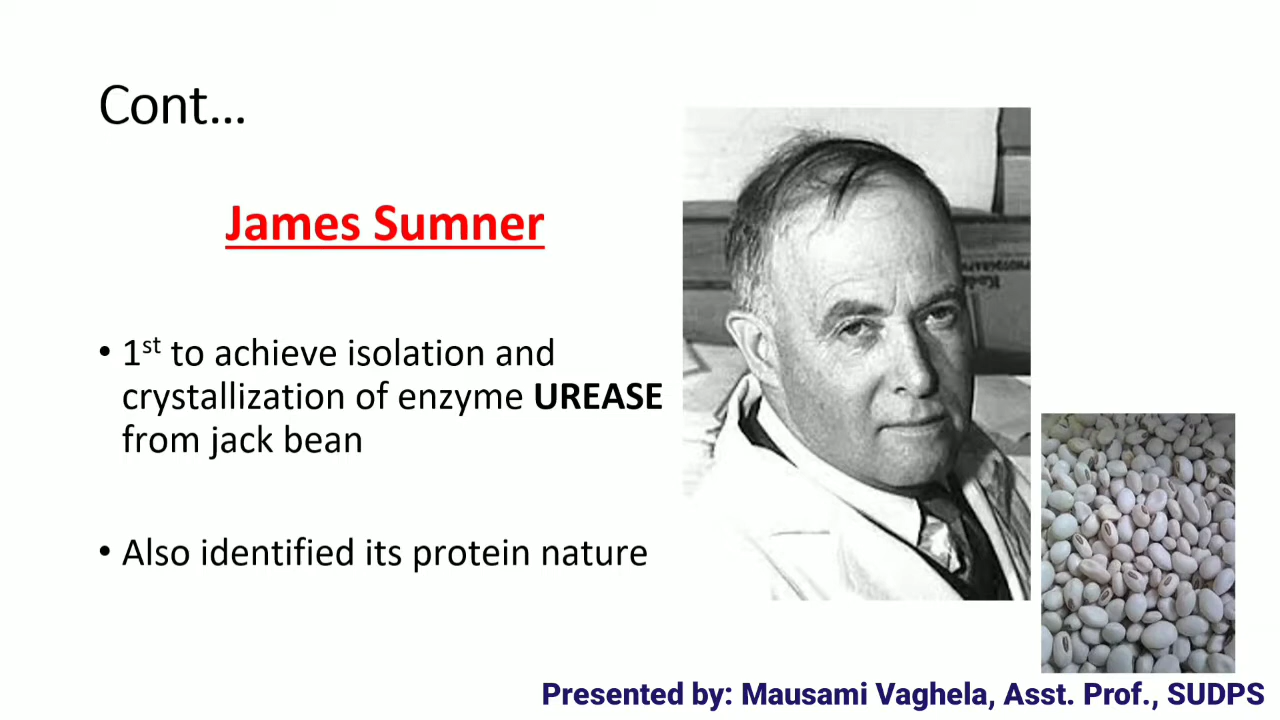 Cont…
James Sumner
• 1st to achieve isolation and
crystallization of enzyme UREASE
from jack bean
• Also identified its protein nature
Presented by: Mausami Vaghela, Asst. Prof., SUDPS